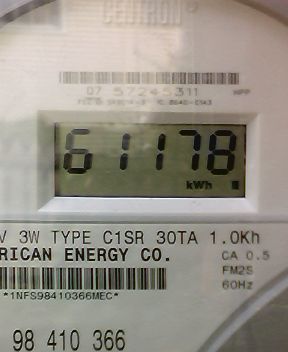 CENTRON®
07 57245311
61178
kWh
V 3W TYPE C1SR 30TA 1.0Kh
RICAN ENERGY CO. CA 0.5
FM2S
*1NFS98410366MEC* 60Hz
98 410 366